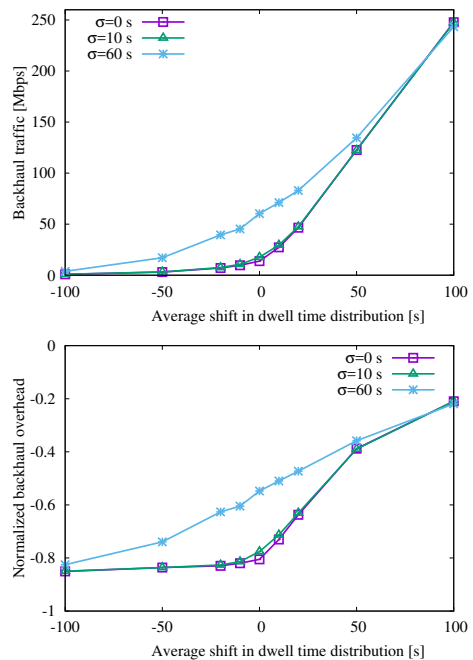 σ=0 s
σ=10 s
σ=60 s
250
200
150
100
50
0
Backhaul traffic [Mbps]
-100 -50 0 50 100
Average shift in dwell time distribution [s]
σ=0 s
σ=10 s
σ=60 s
0
-0.2
-0.4
-0.6
-0.8
-1
Normalized backhaul overhead
-100 -50 0 50 100
Average shift in dwell time distribution [s]